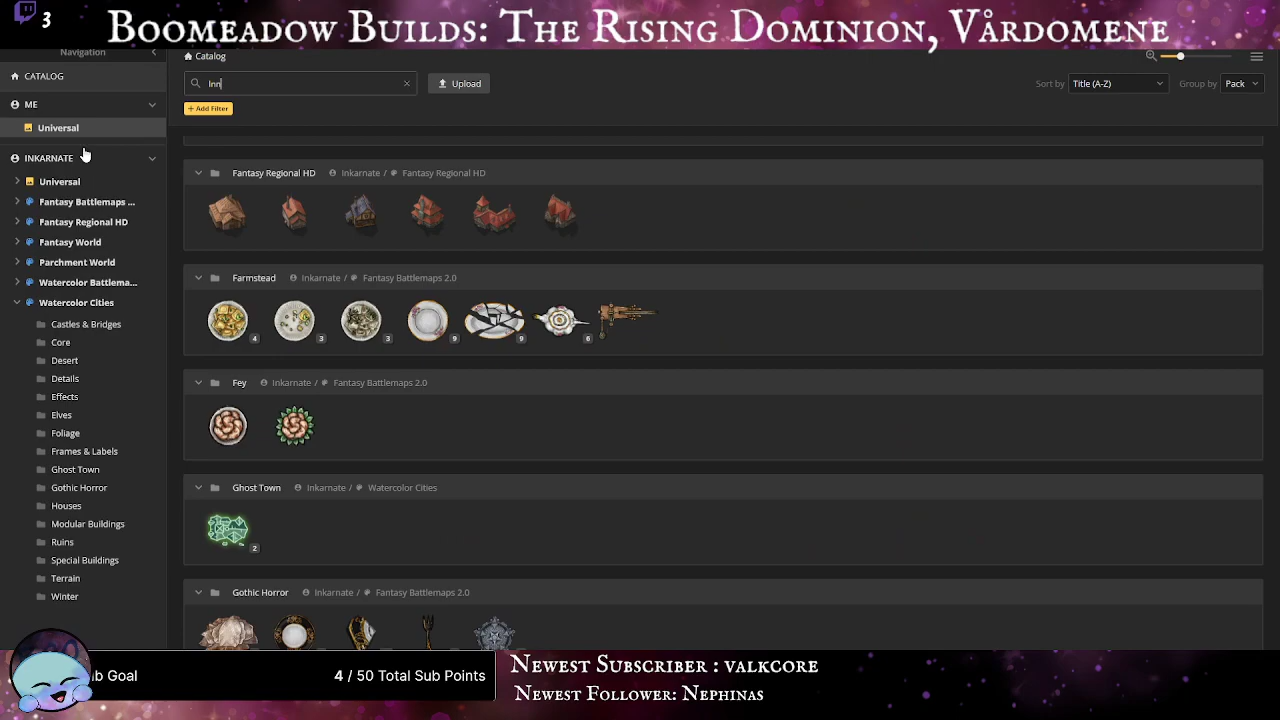 3
Boomeadow Builds: The Rising Dominion, Vårdomene
Navigation
Catalog
CATALOG
Inn
Upload
Sort by
Title (A-Z)
Group by
Pack
+ Add Filter
ME
Universal
INKARNATE
Universal
Fantasy Battlemaps ...
Fantasy Regional HD
Fantasy World
Parchment World
Watercolor Battlema...
Watercolor Cities
Castles & Bridges
Core
Desert
Details
Effects
Elves
Foliage
Frames & Labels
Ghost Town
Gothic Horror
Houses
Modular Buildings
Ruins
Special Buildings
Terrain
Winter
Fantasy Regional HD Inkarnate / Fantasy Regional HD
Farmstead Inkarnate / Fantasy Battlemaps 2.0
4 3 3 9 9 6
Fey Inkarnate / Fantasy Battlemaps 2.0
Ghost Town Inkarnate / Watercolor Cities
2
Gothic Horror Inkarnate / Fantasy Battlemaps 2.0
b Goal
4 / 50 Total Sub Points
Newest Subscriber : valkcore
Newest Follower: Nephinas